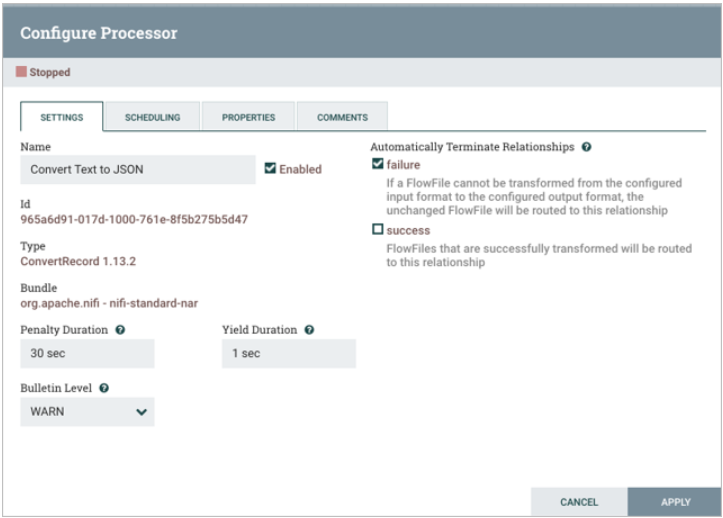 Configure Processor
Stopped
SETTINGS
SCHEDULING
PROPERTIES
COMMENTS
Name
Convert Text to JSON
Enabled
Id
965a6d91-017d-1000-761e-8f5b275b5d47
Type
ConvertRecord 1.13.2
Bundle
org.apache.nifi - nifi-standard-nar
Penalty Duration
Yield Duration
30 sec
1 sec
Bulletin Level
WARN
Automatically Terminate Relationships
failure
If a FlowFile cannot be transformed from the configured
input format to the configured output format, the
unchanged FlowFile will be routed to this relationship
success
FlowFiles that are successfully transformed will be routed
to this relationship
CANCEL
APPLY